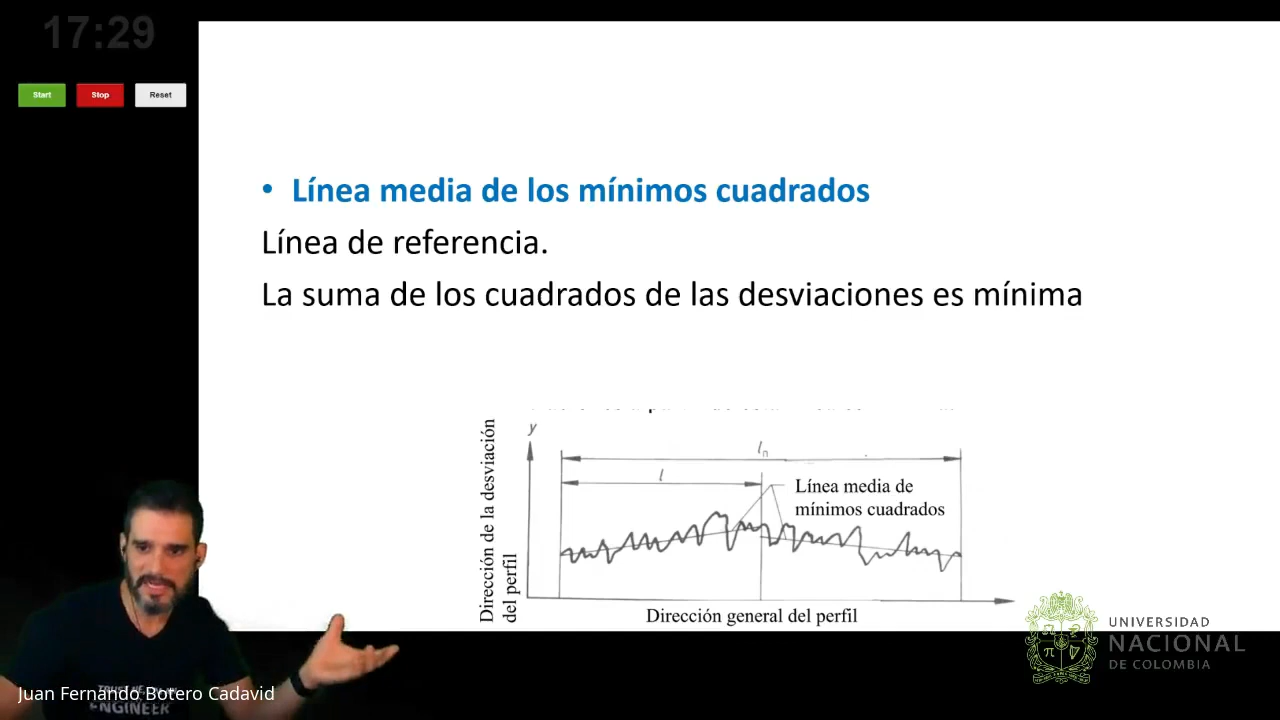 17:29
Start
Stop
Reset
• Línea media de los mínimos cuadrados
Línea de referencia.
La suma de los cuadrados de las desviaciones es mínima
y
ln
l
Línea media de
mínimos cuadrados
Dirección de la desviación
del perfil
Dirección general del perfil
UNIVERSIDAD
NACIONAL
DE COLOMBIA
Juan Fernando Botero Cadavid
ENGINEER